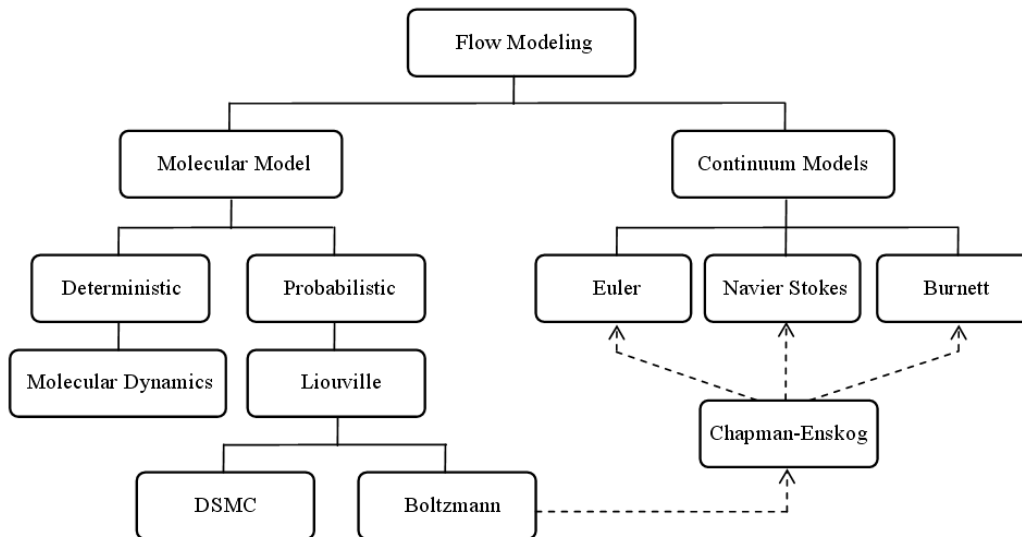 Flow Modeling
Molecular Model
Continuum Models
Deterministic
Probabilistic
Euler
Navier Stokes
Burnett
Molecular Dynamics
Liouville
Chapman-Enskog
DSMC
Boltzmann